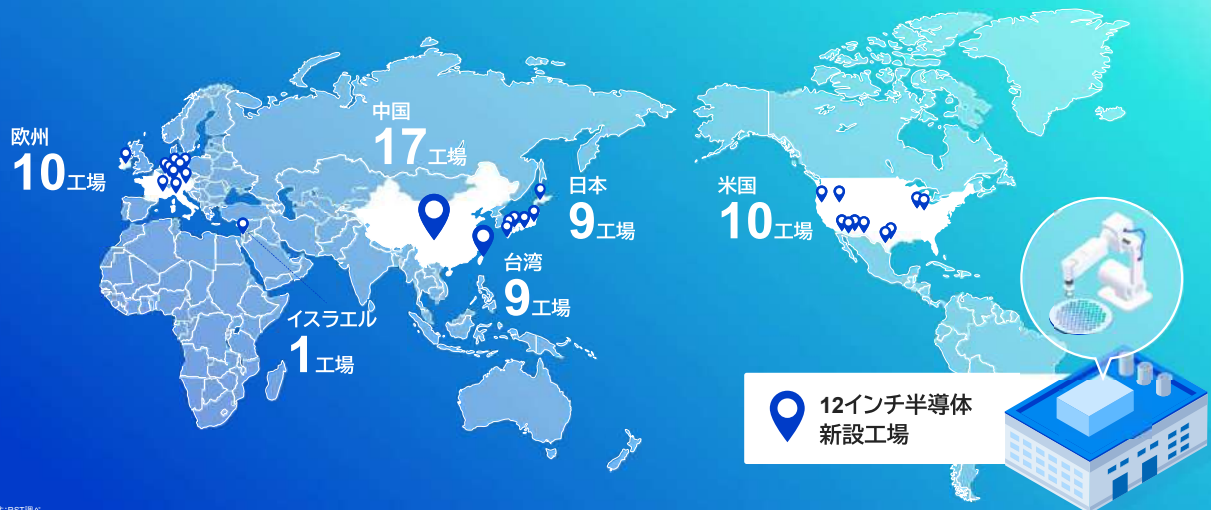 欧州
10工場
中国
17工場
日本
9工場
台湾
9工場
イスラエル
1工場
米国
10工場
12インチ半導体
新設工場